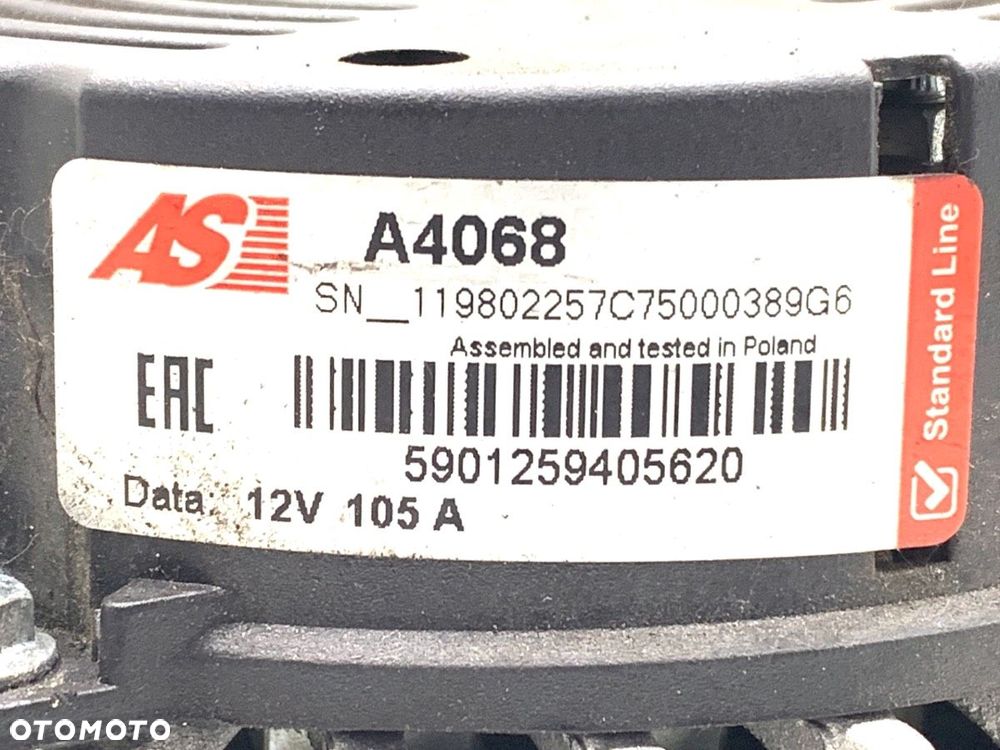 AS
A4068
SN__119802257C75000389G6
Assembled and tested in Poland
EAC
5901259405620
Data: 12V 105 A
Standard Line
OTOMOTO